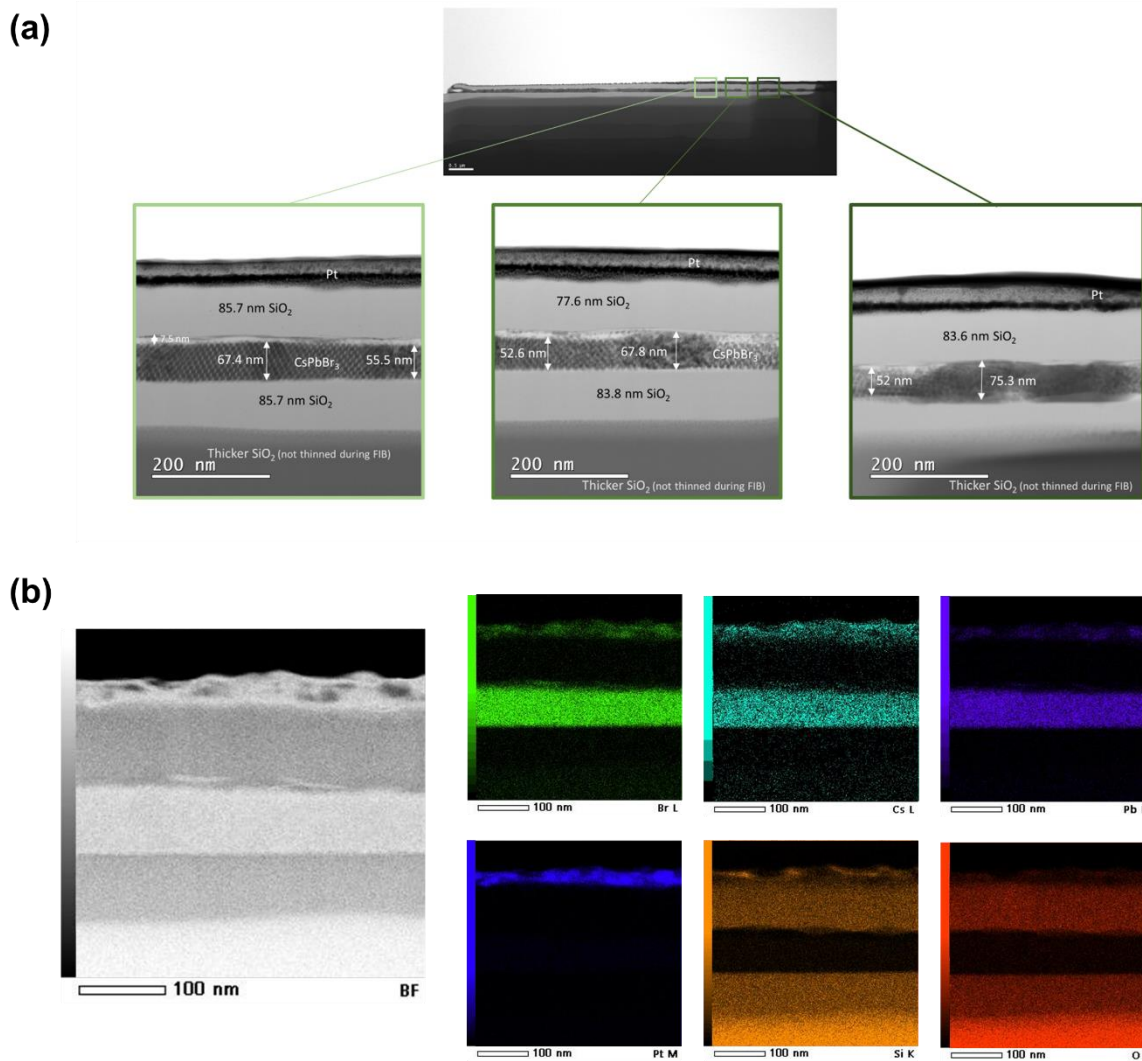 (a)
0.5 µm
Pt
85.7 nm SiO₂
7.5 nm
67.4 nm
CsPbBr₃
55.5 nm
85.7 nm SiO₂
Thicker SiO₂ (not thinned during FIB)
200 nm
Pt
77.6 nm SiO₂
52.6 nm
67.8 nm
CsPbBr₃
83.8 nm SiO₂
200 nm
Thicker SiO₂ (not thinned during FIB)
Pt
83.6 nm SiO₂
52 nm
75.3 nm
200 nm
Thicker SiO₂ (not thinned during FIB)
(b)
100 nm BF
100 nm Br L
100 nm Cs L
100 nm Pb
100 nm Pt M
100 nm Si K
100 nm O